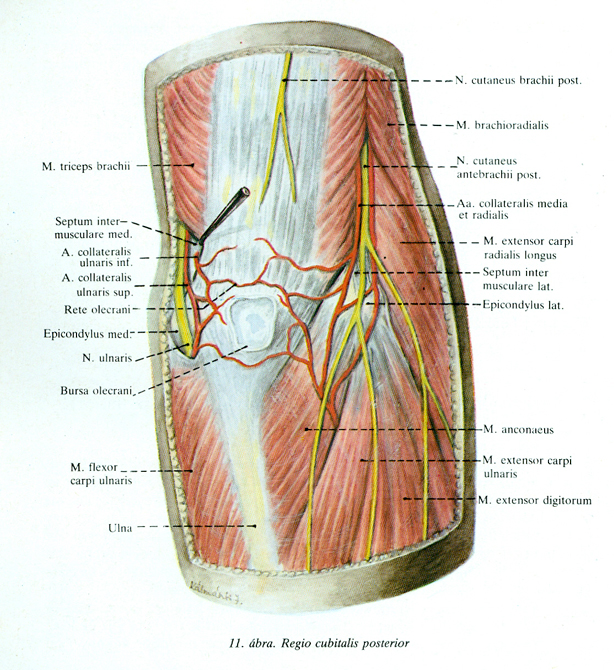 N. cutaneus brachii post.
M. brachioradialis
M. triceps brachii
N. cutaneus
antebrachii post.
Aa. collateralis media
et radialis
Septum inter-
musculare med.
M. extensor carpi
radialis longus
A. collateralis
ulnaris inf.
Septum inter
musculare lat.
A. collateralis
ulnaris sup.
Rete olecrani
Epicondylus lat.
Epicondylus med.
N. ulnaris
Bursa olecrani
M. anconaeus
M. flexor
carpi ulnaris
M. extensor carpi
ulnaris
M. extensor digitorum
Ulna
11. ábra. Regio cubitalis posterior